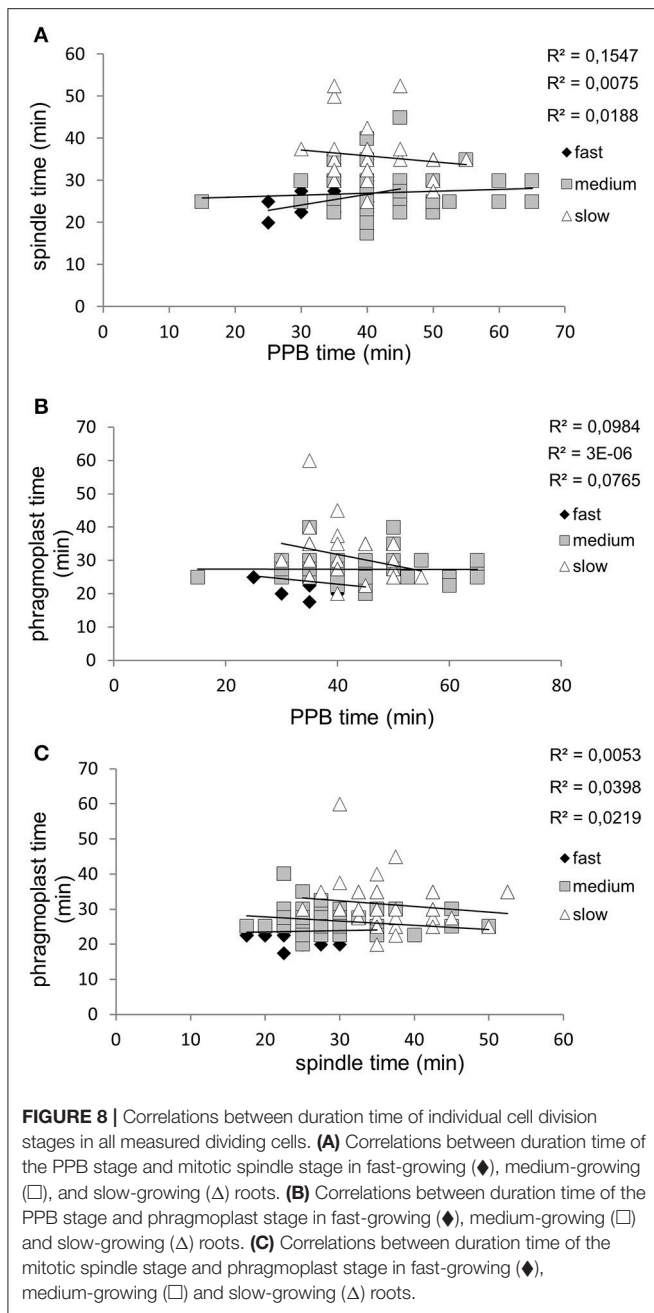 A
60
50
40
30
20
10
0
spindle time (min)
0 10 20 30 40 50 60 70
PPB time (min)
R² = 0,1547
R² = 0,0075
R² = 0,0188
◆ fast
medium
△ slow
B
70
60
50
40
30
20
10
0
phragmoplast time
(min)
0 20 40 60 80
PPB time (min)
R² = 0,0984
R² = 3E-06
R² = 0,0765
◆ fast
medium
△ slow
C
70
60
50
40
30
20
10
0
phragmoplast time
(min)
0 10 20 30 40 50 60
spindle time (min)
R² = 0,0053
R² = 0,0398
R² = 0,0219
◆ fast
medium
△ slow
FIGURE 8 | Correlations between duration time of individual cell division
stages in all measured dividing cells. (A) Correlations between duration time of
the PPB stage and mitotic spindle stage in fast-growing (◆), medium-growing
(□), and slow-growing (Δ) roots. (B) Correlations between duration time of the
PPB stage and phragmoplast stage in fast-growing (◆), medium-growing (□)
and slow-growing (Δ) roots. (C) Correlations between duration time of the
mitotic spindle stage and phragmoplast stage in fast-growing (◆),
medium-growing (□) and slow-growing (Δ) roots.